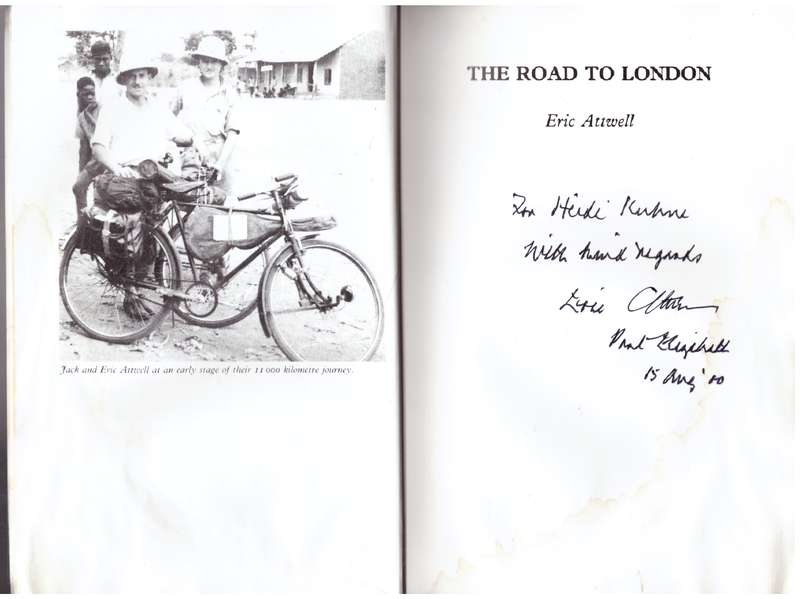 Jack and Eric Attwell at an early stage of their 11 000 kilometre journey.
THE ROAD TO LONDON
Eric Attwell
For Heidi Kuhne
With kind regards
Eric Attwell
Port Elizabeth
15 Aug '00